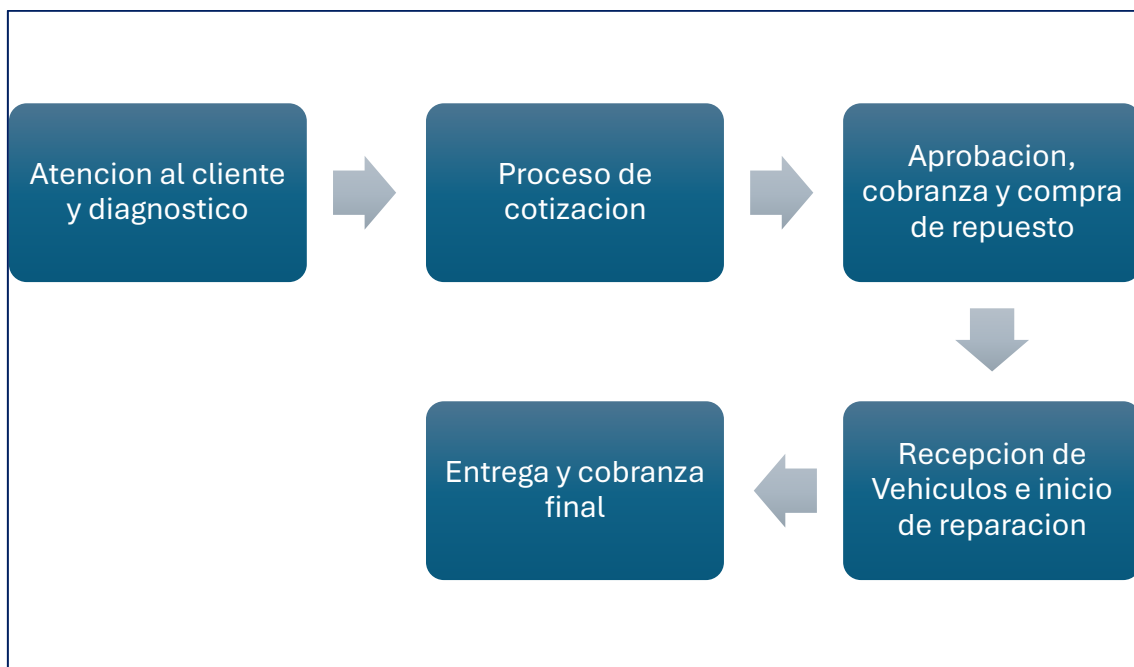 Atencion al cliente
y diagnostico
Proceso de
cotizacion
Aprobacion,
cobranza y compra
de repuesto
Recepcion de
Vehiculos e inicio
de reparacion
Entrega y cobranza
final